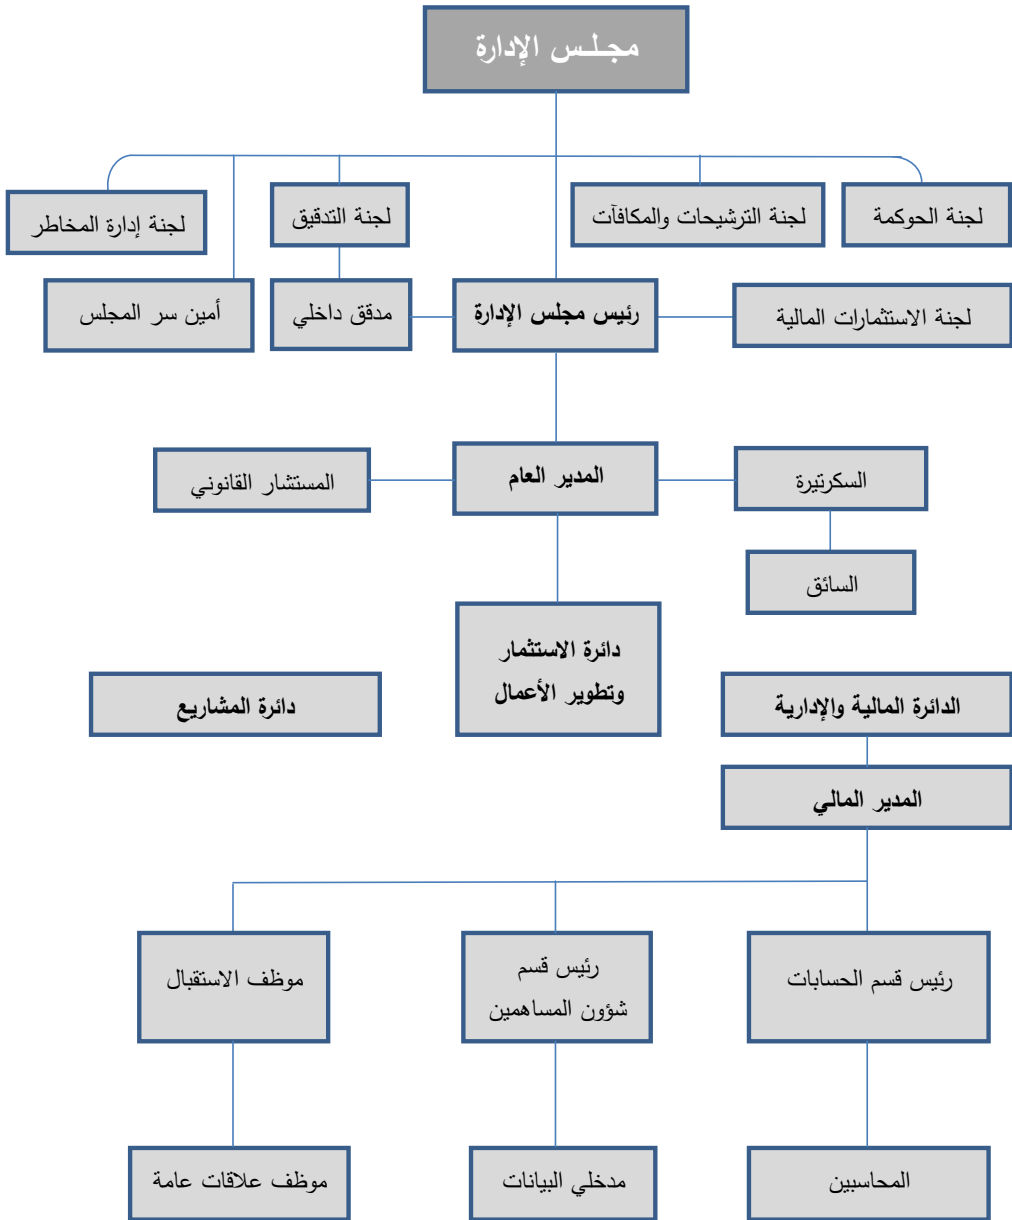 مجلس الإدارة
لجنة الحوكمة
لجنة الترشيحات والمكافآت
لجنة التدقيق
لجنة إدارة المخاطر
لجنة الاستثمارات المالية
رئيس مجلس الإدارة
مدقق داخلي
أمين سر المجلس
السكرتيرة
المدير العام
المستشار القانوني
السائق
دائرة الاستثمار
وتطوير الأعمال
الدائرة المالية والإدارية
دائرة المشاريع
المدير المالي
رئيس قسم الحسابات
رئيس قسم
شؤون المساهمين
موظف الاستقبال
المحاسبين
مدخلي البيانات
موظف علاقات عامة